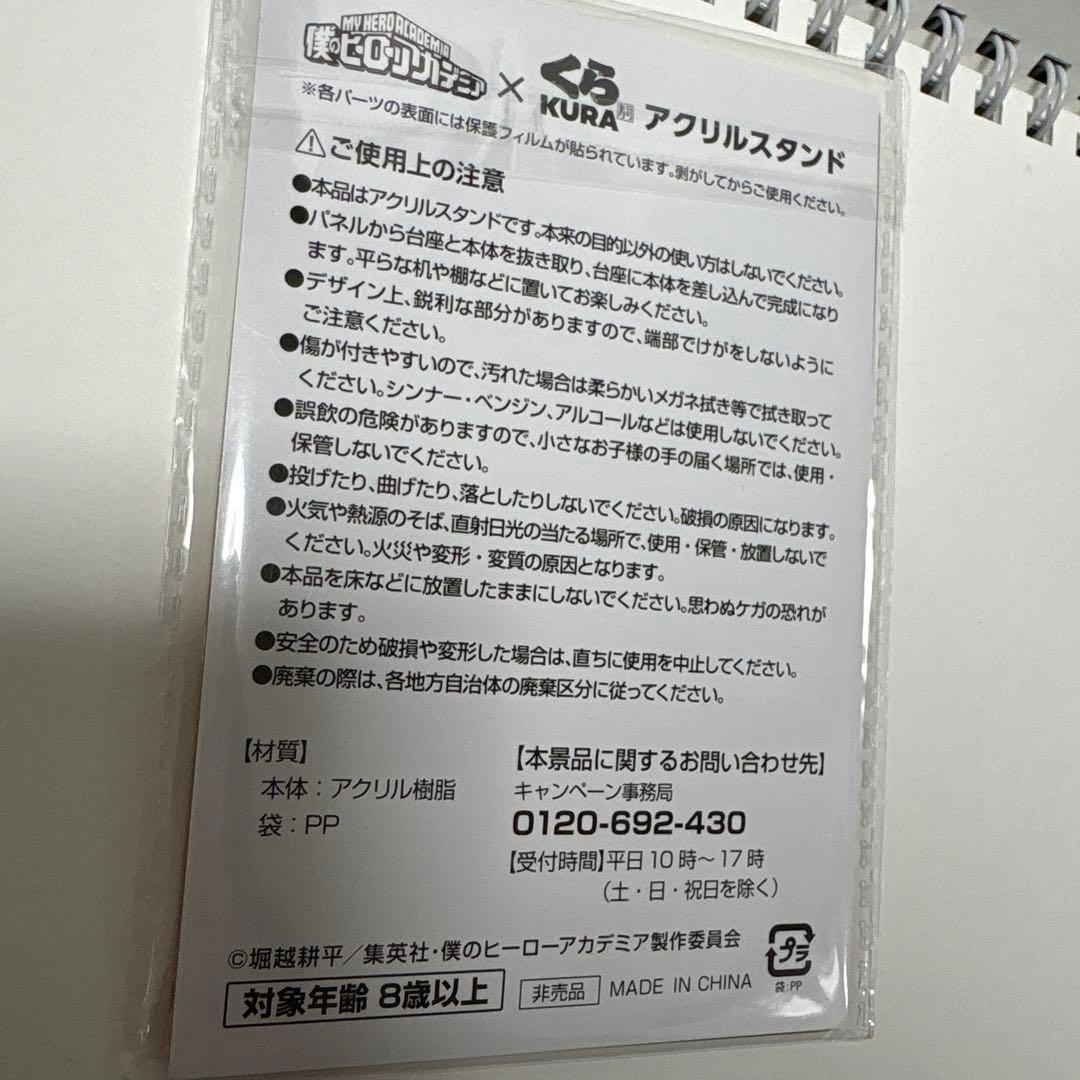 MY HERO ACADEMIA
僕のヒーローアカデミア × くら KURA アクリルスタンド
※各パーツの表面には保護フィルムが貼られています。剥がしてからご使用ください。
⚠ご使用上の注意
●本品はアクリルスタンドです。本来の目的以外の使い方はしないでください。
●パネルから台座と本体を抜き取り、台座に本体を差し込んで完成になり
ます。平らな机や棚などに置いてお楽しみください。
●デザイン上、鋭利な部分がありますので、端部でけがをしないように
ご注意ください。
●傷が付きやすいので、汚れた場合は柔らかいメガネ拭き等で拭き取って
ください。シンナー・ベンジン、アルコールなどは使用しないでください。
●誤飲の危険がありますので、小さなお子様の手の届く場所では、使用・
保管しないでください。
●投げたり、曲げたり、落としたりしないでください。破損の原因になります。
●火気や熱源のそば、直射日光の当たる場所で、使用・保管・放置しないで
ください。火災や変形・変質の原因となります。
●本品を床などに放置したままにしないでください。思わぬケガの恐れが
あります。
●安全のため破損や変形した場合は、直ちに使用を中止してください。
●廃棄の際は、各地方自治体の廃棄区分に従ってください。
【材質】
本体：アクリル樹脂
袋：PP
【本景品に関するお問い合わせ先】
キャンペーン事務局
0120-692-430
【受付時間】平日10時～17時
（土・日・祝日を除く）
©堀越耕平／集英社・僕のヒーローアカデミア製作委員会
対象年齢 8歳以上
非売品
MADE IN CHINA
プラ
袋:PP